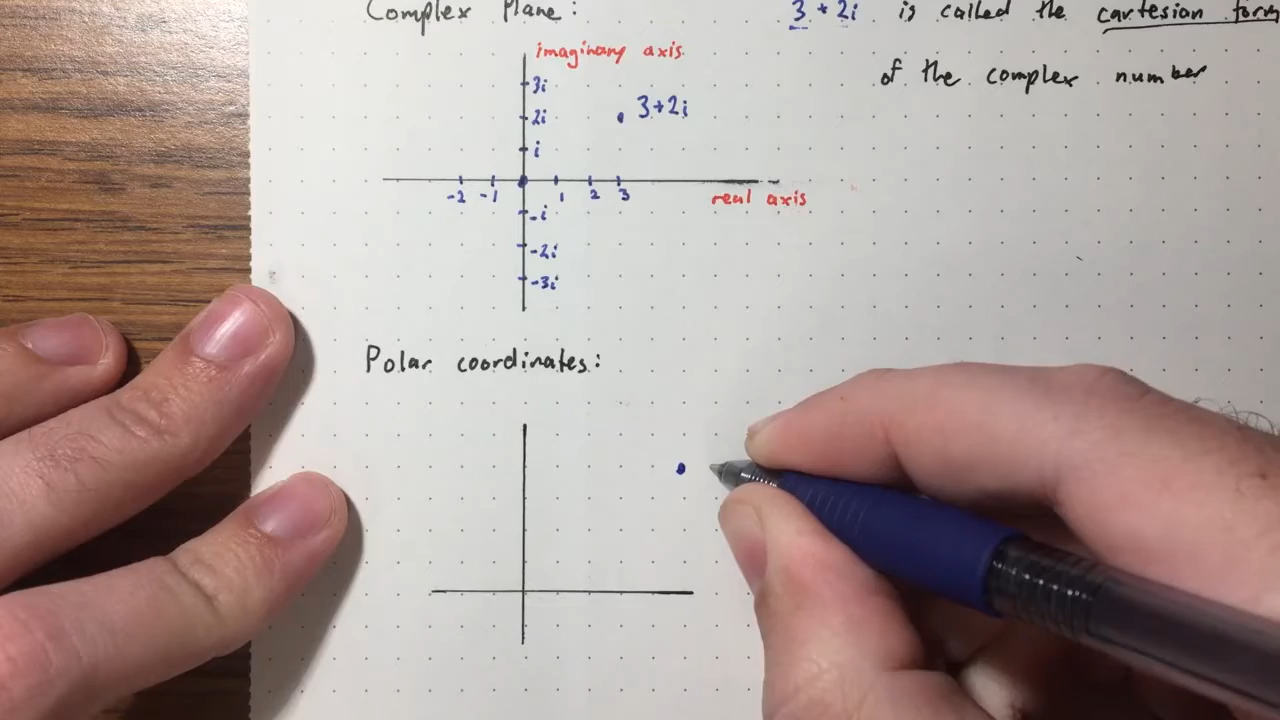 Complex Plane:
3 + 2i is called the cartesian form
of the complex number
imaginary axis
3i
2i
i
3+2i
-2 -1 1 2 3
real axis
-i
-2i
-3i
Polar coordinates: